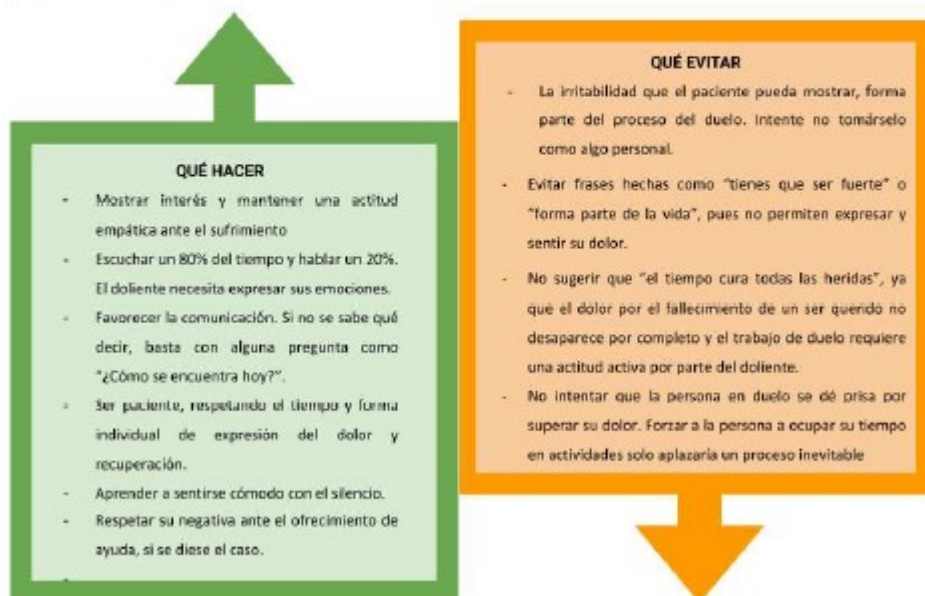 QUÉ HACER
- Mostrar interés y mantener una actitud
empática ante el sufrimiento
- Escuchar un 80% del tiempo y hablar un 20%.
El doliente necesita expresar sus emociones.
- Favorecer la comunicación. Si no se sabe qué
decir, basta con alguna pregunta como
"¿Cómo se encuentra hoy?".
- Ser paciente, respetando el tiempo y forma
individual de expresión del dolor y
recuperación.
- Aprender a sentirse cómodo con el silencio.
- Respetar su negativa ante el ofrecimiento de
ayuda, si se diese el caso.
-
QUÉ EVITAR
- La irritabilidad que el paciente pueda mostrar, forma
parte del proceso del duelo. Intente no tomárselo
como algo personal.
- Evitar frases hechas como "tienes que ser fuerte" o
"forma parte de la vida", pues no permiten expresar y
sentir su dolor.
- No sugerir que "el tiempo cura todas las heridas", ya
que el dolor por el fallecimiento de un ser querido no
desaparece por completo y el trabajo de duelo requiere
una actitud activa por parte del doliente.
- No intentar que la persona en duelo se dé prisa por
superar su dolor. Forzar a la persona a ocupar su tiempo
en actividades solo aplazaría un proceso inevitable